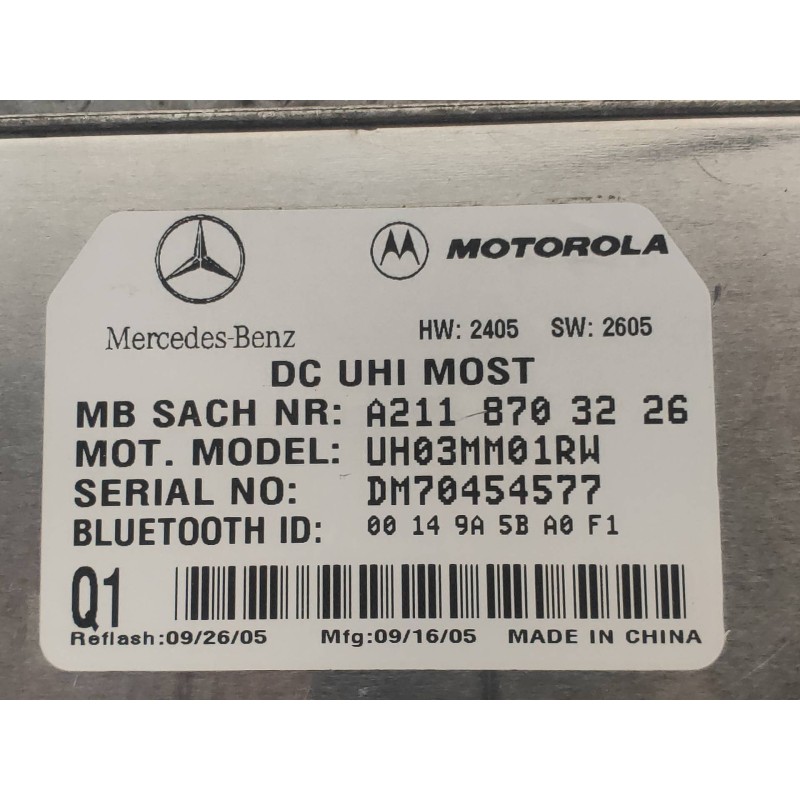 MOTOROLA
Mercedes-Benz
HW: 2405 SW: 2605
DC UHI MOST
MB SACH NR: A211 870 32 26
MOT. MODEL: UH03MM01RW
SERIAL NO: DM70454577
BLUETOOTH ID: 00 14 9A 5B A0 F1
Q1
Reflash:09/26/05 Mfg:09/16/05 MADE IN CHINA